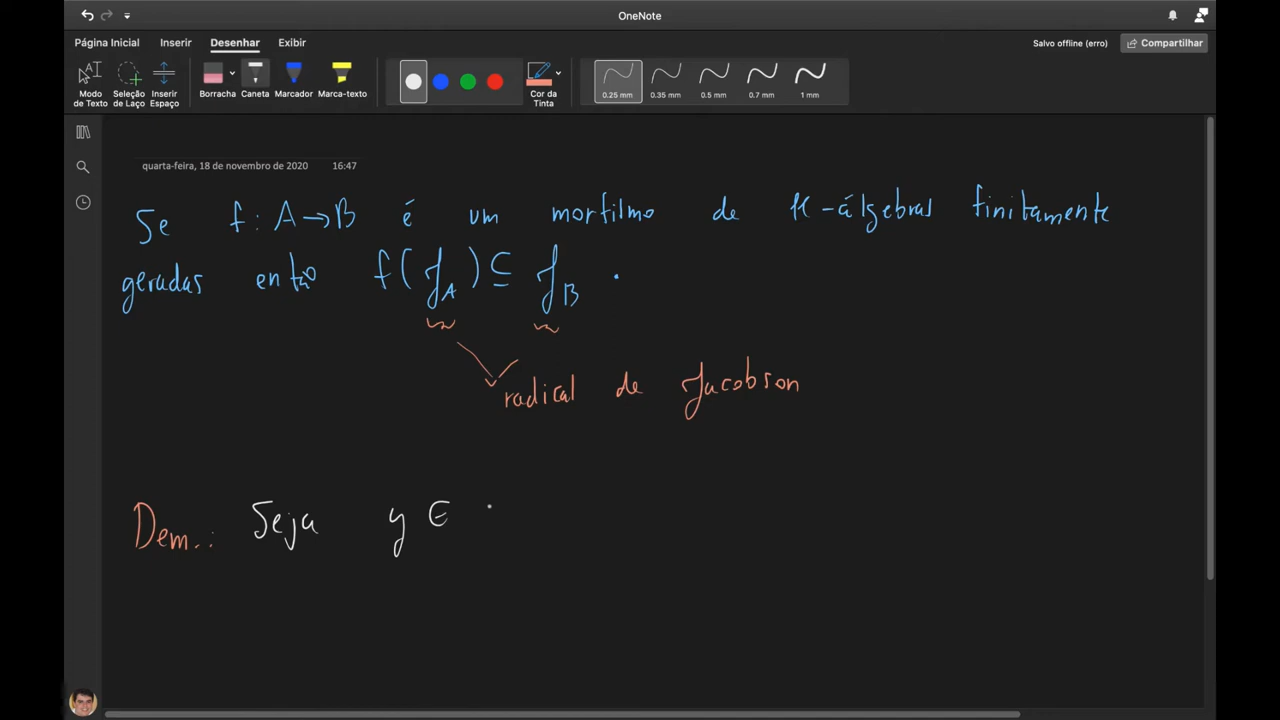 OneNote
Página Inicial Inserir Desenhar Exibir
Salvo offline (erro) Compartilhar
Modo de Texto Seleção de Laço Inserir Espaço Borracha Caneta Marcador Marca-texto Cor da Tinta 0.25 mm 0.35 mm 0.5 mm 0.7 mm 1 mm
quarta-feira, 18 de novembro de 2020 16:47
Se f: A → B é um morfilmo de K-álgebras finitamente
geradas então f(J_A) ⊆ J_B .
radical de Jacobson
Dem.: Seja y ∈